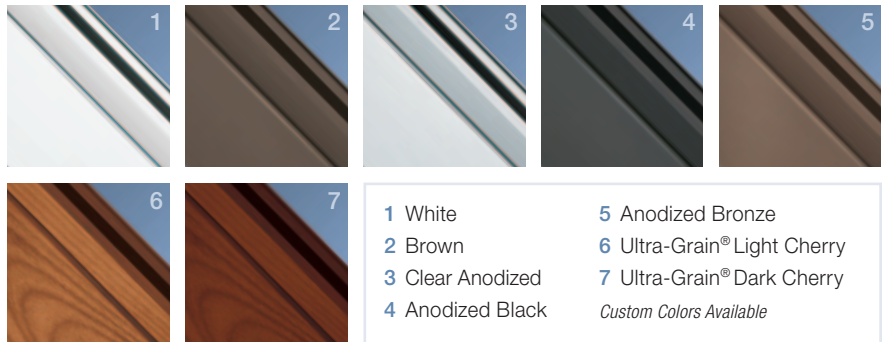 1
2
3
4
5
6
7
1 White
2 Brown
3 Clear Anodized
4 Anodized Black
5 Anodized Bronze
6 Ultra-Grain® Light Cherry
7 Ultra-Grain® Dark Cherry
Custom Colors Available